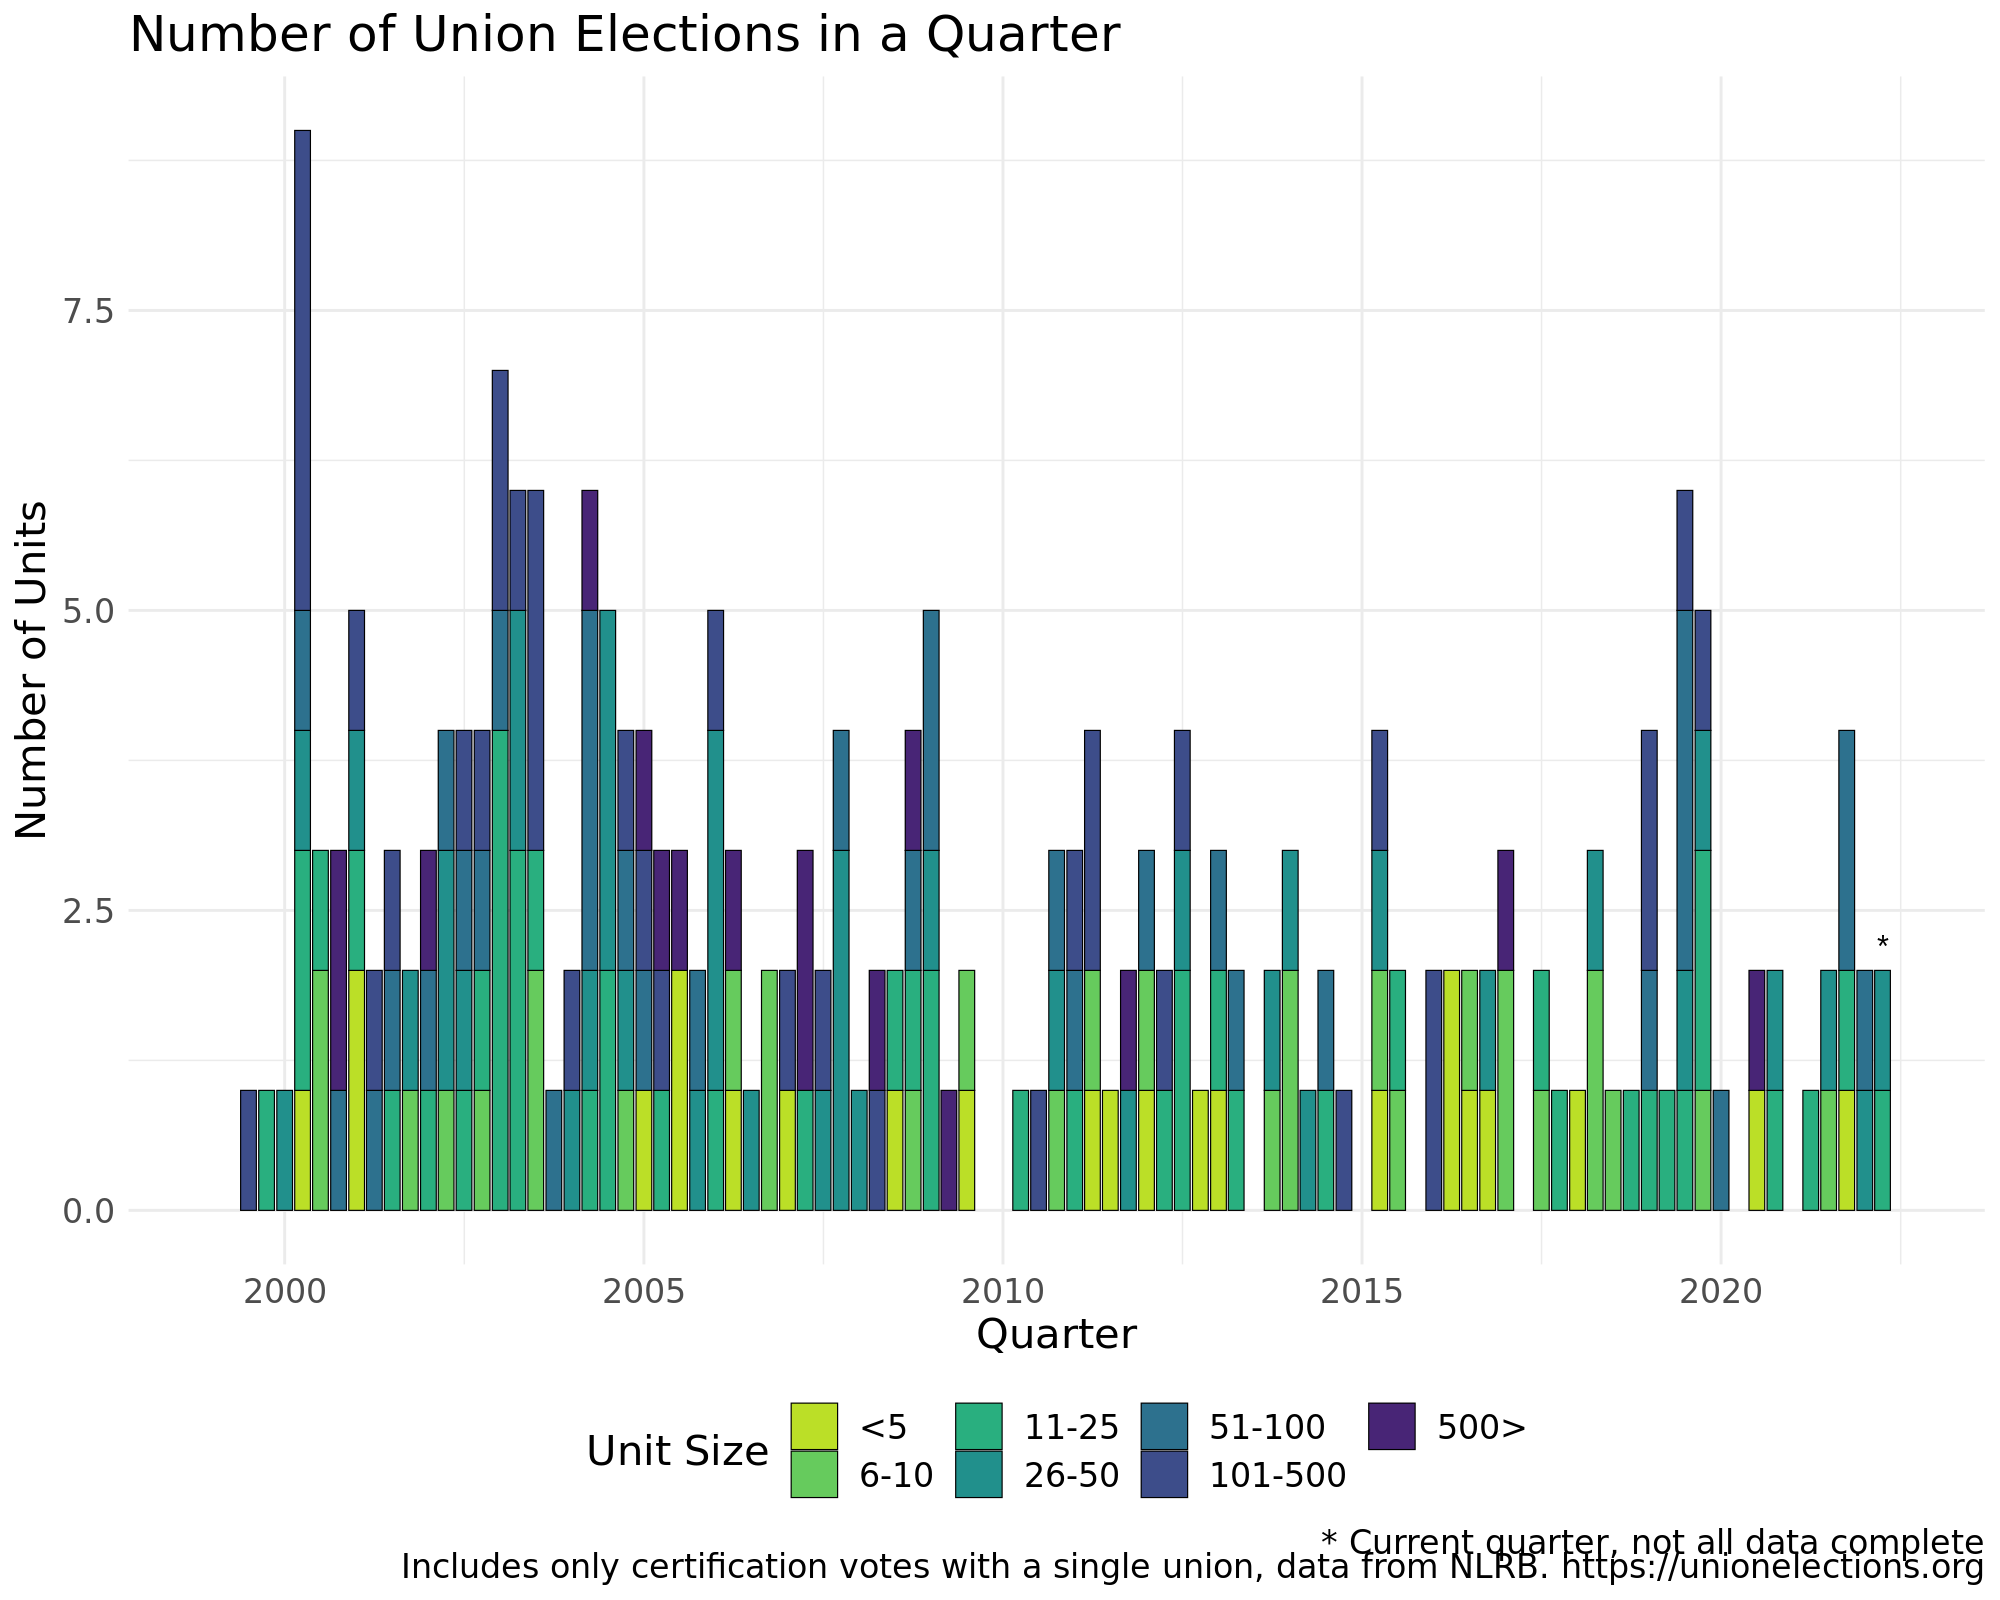 Number of Union Elections in a Quarter
Number of Units
7.5
5.0
2.5
0.0
*
2000 2005 2010 2015 2020
Quarter
Unit Size
<5 11-25 51-100 500>
6-10 26-50 101-500
* Current quarter, not all data complete
Includes only certification votes with a single union, data from NLRB. https://unionelections.org